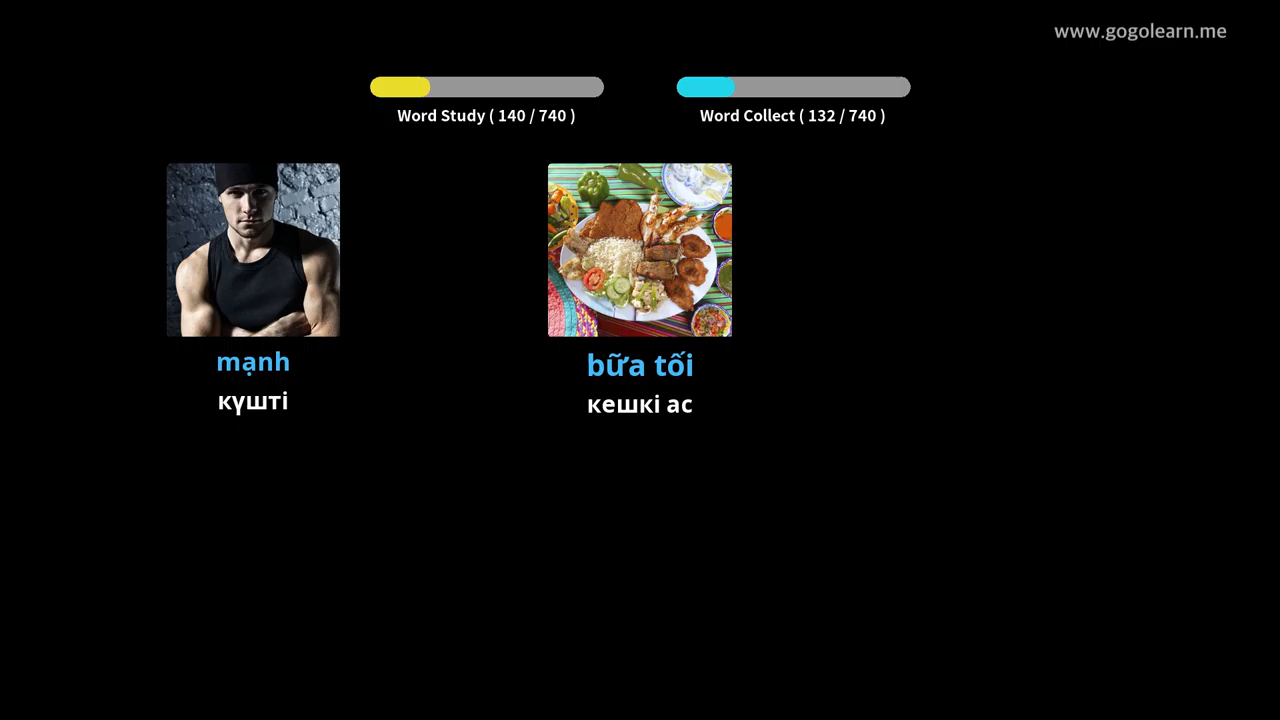 www.gogolearn.me
Word Study ( 140 / 740 )
Word Collect ( 132 / 740 )
mạnh
күшті
bữa tối
кешкі ас